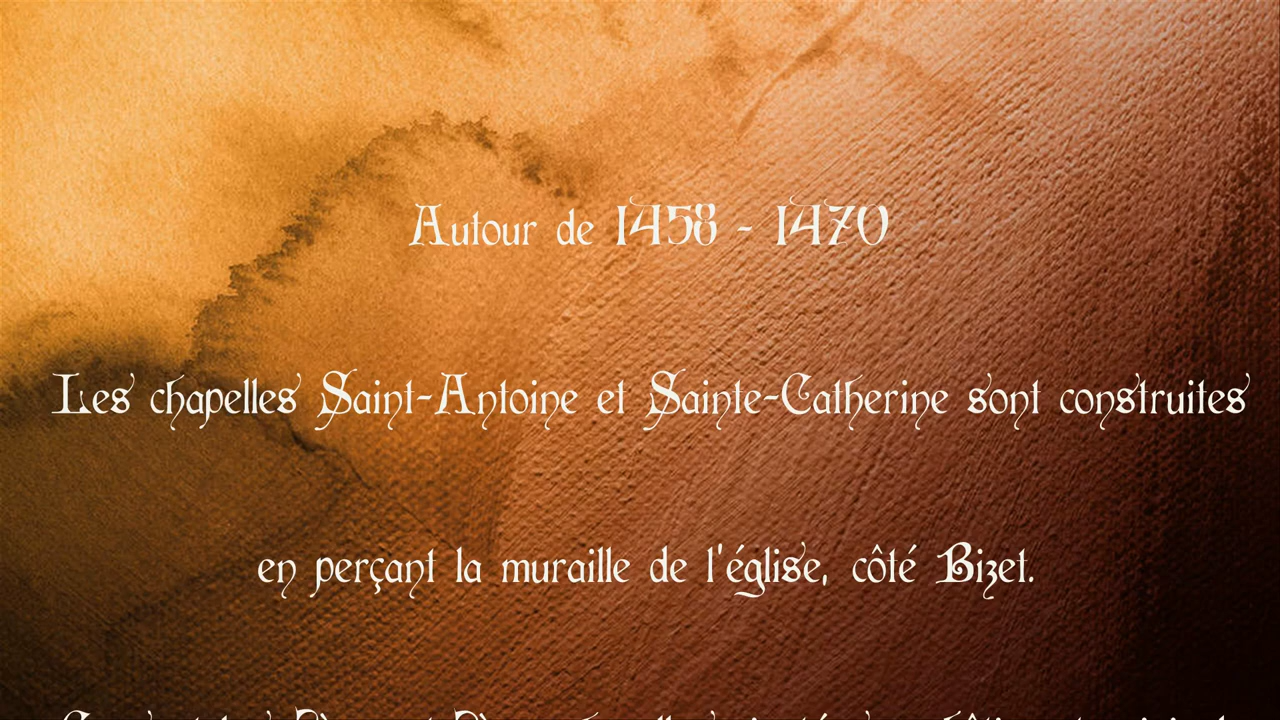 Autour de 1458 - 1470
Les chapelles Saint-Antoine et Sainte-Catherine sont construites
en perçant la muraille de l'église, côté Bizet.